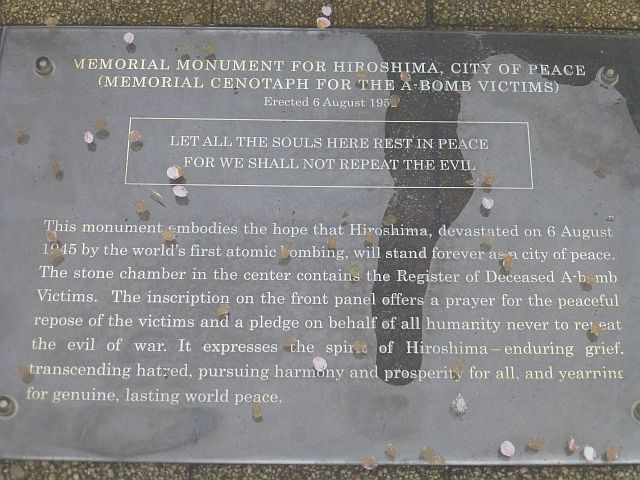 MEMORIAL MONUMENT FOR HIROSHIMA, CITY OF PEACE
(MEMORIAL CENOTAPH FOR THE A-BOMB VICTIMS)
Erected 6 August 1952
LET ALL THE SOULS HERE REST IN PEACE
FOR WE SHALL NOT REPEAT THE EVIL
This monument embodies the hope that Hiroshima, devastated on 6 August
1945 by the world's first atomic bombing, will stand forever as a city of peace.
The stone chamber in the center contains the Register of Deceased A-bomb
Victims. The inscription on the front panel offers a prayer for the peaceful
repose of the victims and a pledge on behalf of all humanity never to repeat
the evil of war. It expresses the spirit of Hiroshima – enduring grief,
transcending hatred, pursuing harmony and prosperity for all, and yearning
for genuine, lasting world peace.